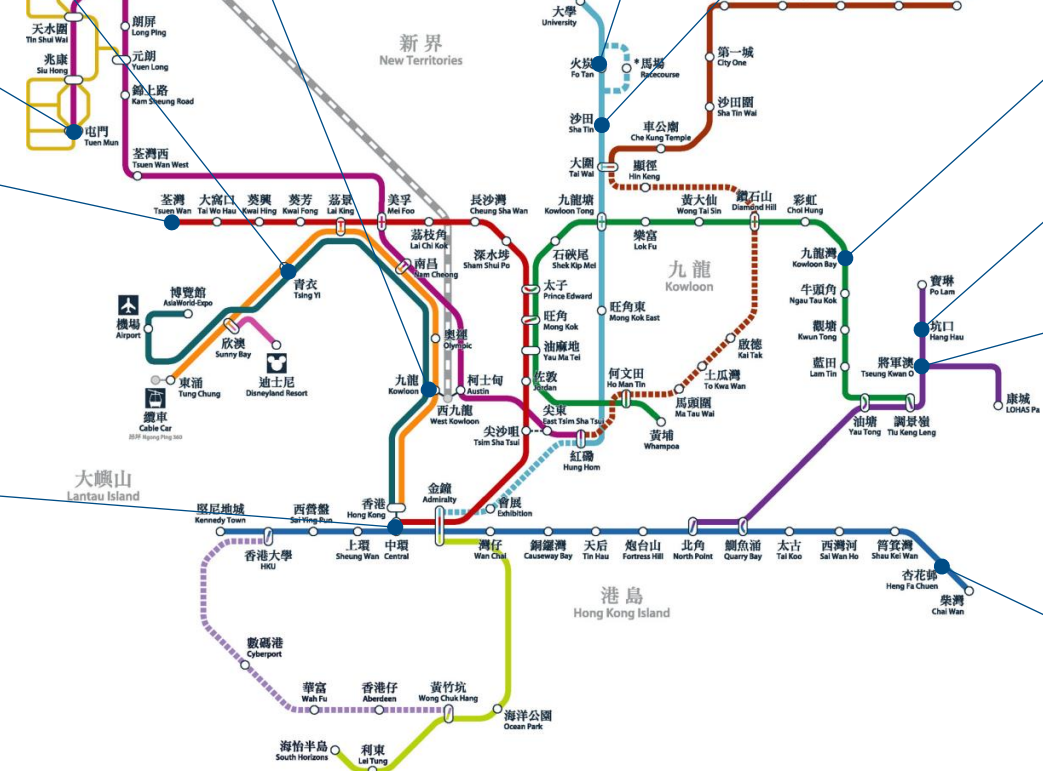 天水圍
Tin Shui Wai
朗屏
Long Ping
兆康
Siu Hong
元朗
Yuen Long
錦上路
Kam Sheung Road
屯門
Tuen Mun
荃灣西
Tsuen Wan West
新界
New Territories
大學
University
火炭
Fo Tan
*馬場
Racecourse
沙田
Sha Tin
第一城
City One
沙田圍
Sha Tin Wai
車公廟
Che Kung Temple
大圍
Tai Wai
顯徑
Hin Keng
荃灣
Tsuen Wan
大窩口
Tai Wo Hau
葵興
Kwai Hing
葵芳
Kwai Fong
荔景
Lai King
美孚
Mei Foo
荔枝角
Lai Chi Kok
長沙灣
Cheung Sha Wan
深水埗
Sham Shui Po
九龍塘
Kowloon Tong
石硤尾
Shek Kip Mei
樂富
Lok Fu
黃大仙
Wong Tai Sin
鑽石山
Diamond Hill
彩虹
Choi Hung
九龍灣
Kowloon Bay
牛頭角
Ngau Tau Kok
觀塘
Kwun Tong
藍田
Lam Tin
九龍
Kowloon
寶琳
Po Lam
坑口
Hang Hau
將軍澳
Tseung Kwan O
康城
LOHAS Pa
油塘
Yau Tong
調景嶺
Tiu Keng Leng
南昌
Nam Cheong
太子
Prince Edward
旺角
Mong Kok
油麻地
Yau Ma Tei
佐敦
Jordan
旺角東
Mong Kok East
啟德
Kai Tak
土瓜灣
To Kwa Wan
馬頭圍
Ma Tau Wai
何文田
Ho Man Tin
黃埔
Whampoa
青衣
Tsing Yi
博覽館
AsiaWorld-Expo
機場
Airport
欣澳
Sunny Bay
迪士尼
Disneyland Resort
東涌
Tung Chung
纜車
Cable Car
昂坪 Ngong Ping 360
奧運
Olympic
九龍
Kowloon
柯士甸
Austin
西九龍
West Kowloon
尖東
East Tsim Sha Tsui
尖沙咀
Tsim Sha Tsui
紅磡
Hung Hom
大嶼山
Lantau Island
金鐘
Admiralty
會展
Exhibition
香港
Hong Kong
堅尼地城
Kennedy Town
西營盤
Sai Ying Pun
香港大學
HKU
上環
Sheung Wan
中環
Central
灣仔
Wan Chai
銅鑼灣
Causeway Bay
天后
Tin Hau
炮台山
Fortress Hill
北角
North Point
鰂魚涌
Quarry Bay
太古
Tai Koo
西灣河
Sai Wan Ho
筲箕灣
Shau Kei Wan
杏花邨
Heng Fa Chuen
柴灣
Chai Wan
港島
Hong Kong Island
數碼港
Cyberport
華富
Wah Fu
香港仔
Aberdeen
黃竹坑
Wong Chuk Hang
海洋公園
Ocean Park
海怡半島
South Horizons
利東
Lei Tung